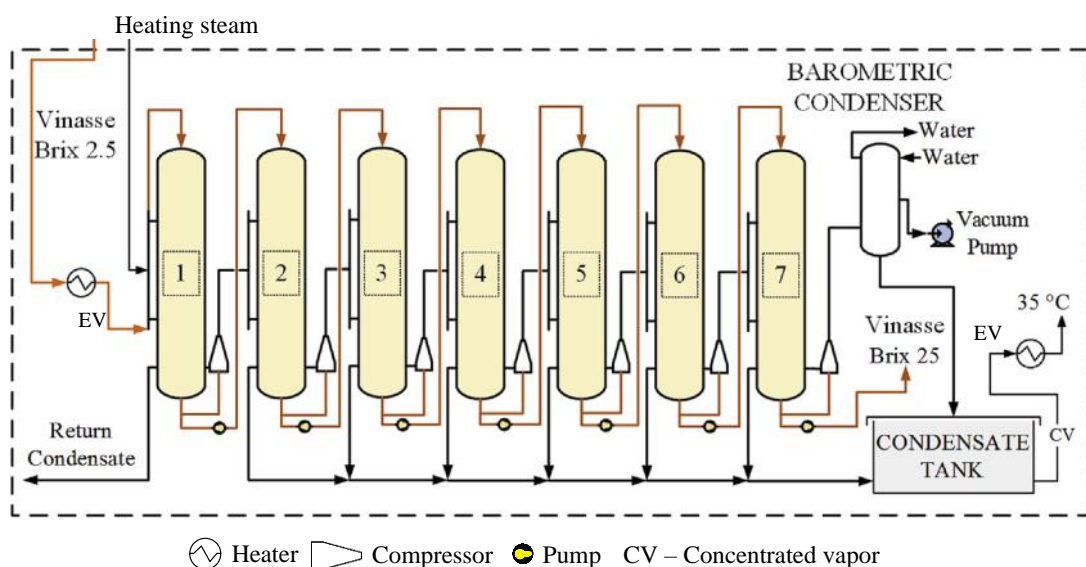 Heating steam
BAROMETRIC
CONDENSER
Vinasse
Brix 2.5
Water
Water
Vacuum
Pump
1
2
3
4
5
6
7
EV
35 °C
EV
Vinasse
Brix 25
Return
Condensate
CONDENSATE
TANK
CV
Heater
Compressor
Pump
CV – Concentrated vapor